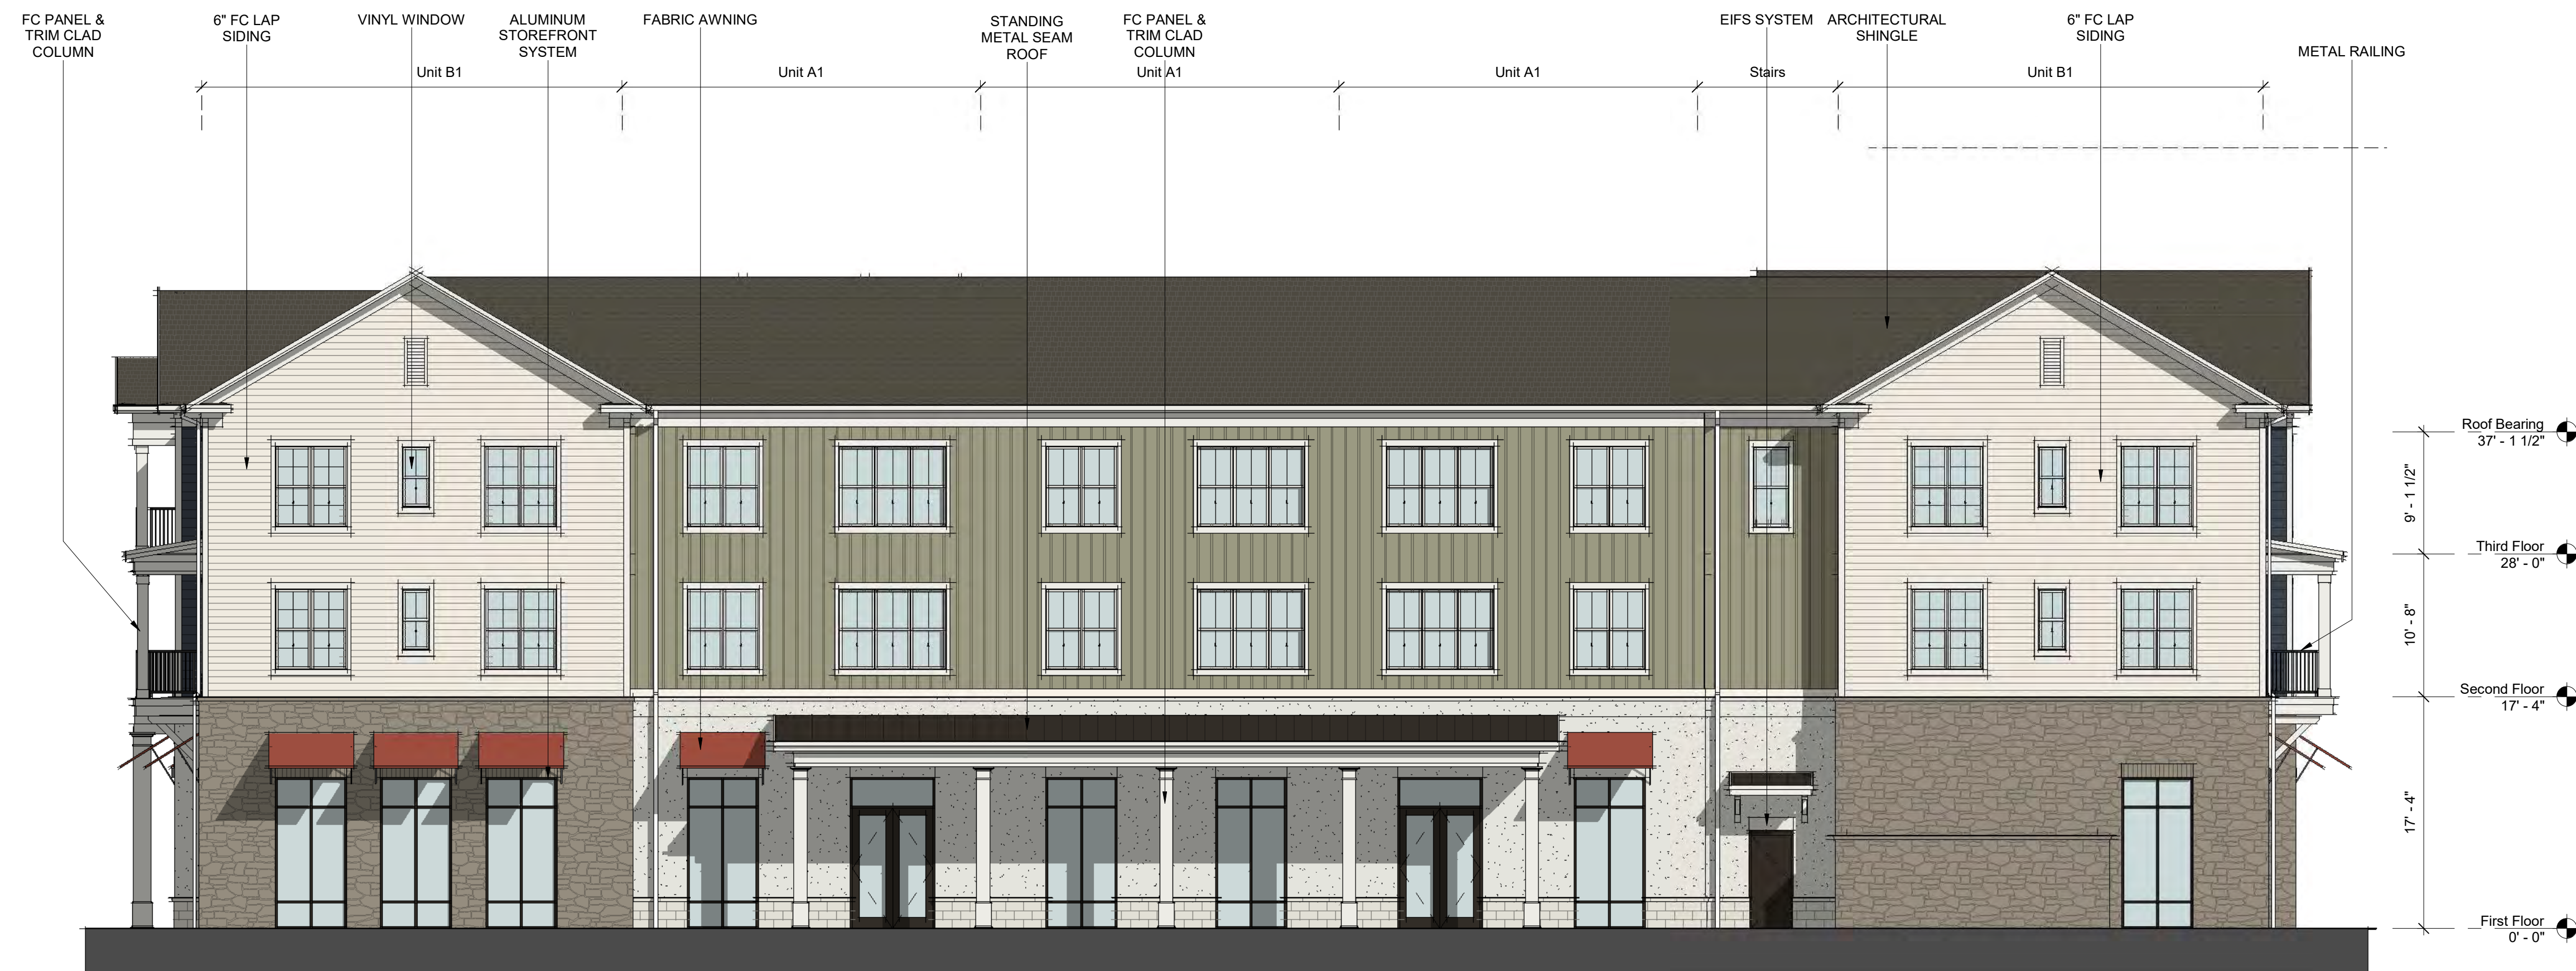 FC PANEL &
TRIM CLAD
COLUMN
6" FC LAP
SIDING
VINYL WINDOW
ALUMINUM
STOREFRONT
SYSTEM
FABRIC AWNING
STANDING
METAL SEAM
ROOF
FC PANEL &
TRIM CLAD
COLUMN
EIFS SYSTEM
ARCHITECTURAL
SHINGLE
6" FC LAP
SIDING
METAL RAILING
Unit B1
Unit A1
Unit A1
Unit A1
Stairs
Unit B1
Roof Bearing
37' - 1 1/2"
9' - 1 1/2"
Third Floor
28' - 0"
10' - 8"
Second Floor
17' - 4"
17' - 4"
First Floor
0' - 0"